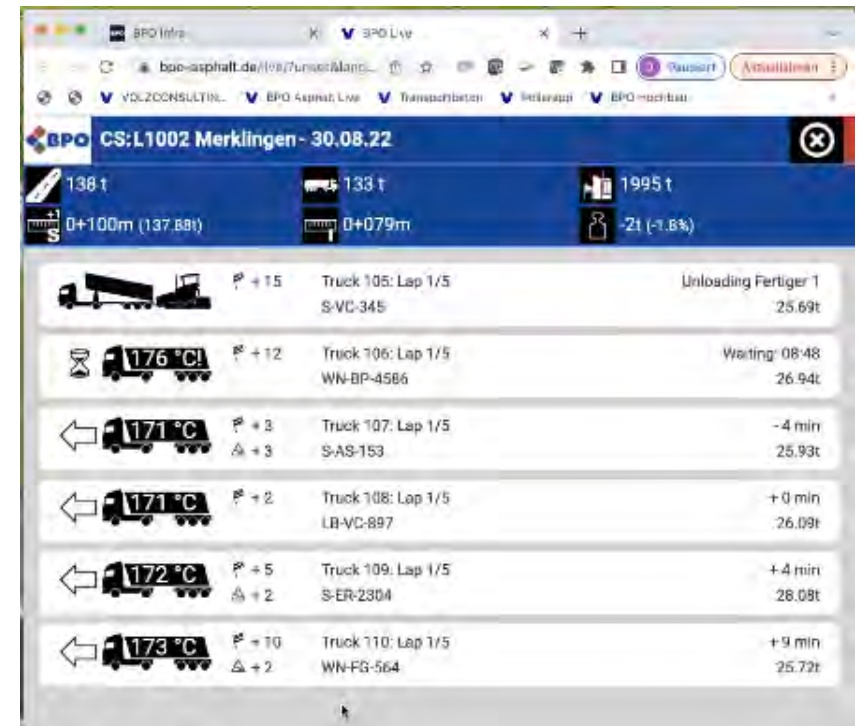 BPO Infra
BPO Live
bpo-asphalt.de/live/?
Pausiert
Aktualisieren
VOLZCONSULTIN...
BPO Asphalt Live
Transportbeton
BPO Hochbau
BPO CS:L1002 Merklingen - 30.08.22
138 t
133 t
1995 t
0+100m (137.88t)
0+079m
-2t (-1.8%)
+ 15
Truck 105: Lap 1/5
Unloading Fertiger 1
S-VC-345
25.69t
176 °C!
+ 12
Truck 106: Lap 1/5
Waiting: 08:48
WN-BP-4586
26.94t
171 °C
+ 3
Truck 107: Lap 1/5
- 4 min
+ 3
S-AS-153
25.93t
171 °C
+ 2
Truck 108: Lap 1/5
+ 0 min
LB-VC-897
26.09t
172 °C
+ 5
Truck 109: Lap 1/5
+ 4 min
+ 2
S-ER-2304
28.08t
173 °C
+ 10
Truck 110: Lap 1/5
+ 9 min
+ 2
WN-FG-564
25.72t